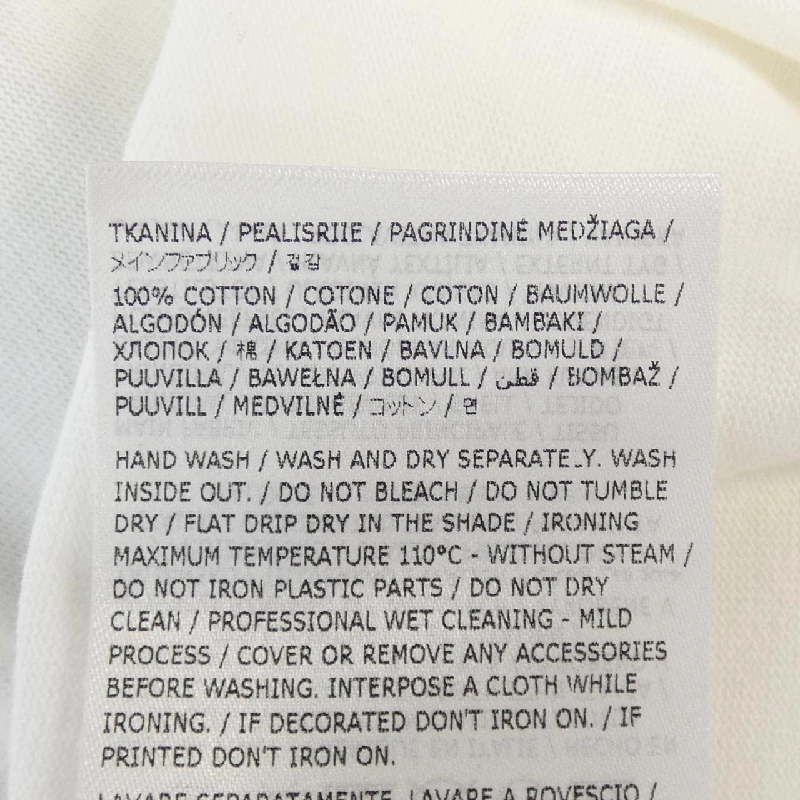 TKANINA / PEALISRIIE / PAGRINDINĖ MEDŽIAGA /
メインファブリック / 겉감
100% COTTON / COTONE / COTON / BAUMWOLLE /
ALGODÓN / ALGODÃO / PAMUK / BAMBAKI /
ХЛОПОК / 棉 / KATOEN / BAVLNA / BOMULD /
PUUVILLA / BAWEŁNA / BOMULL / قطن / BOMBAŽ /
PUUVILL / MEDVILNĖ / コットン / 면
HAND WASH / WASH AND DRY SEPARATELY. WASH
INSIDE OUT. / DO NOT BLEACH / DO NOT TUMBLE
DRY / FLAT DRIP DRY IN THE SHADE / IRONING
MAXIMUM TEMPERATURE 110°C - WITHOUT STEAM /
DO NOT IRON PLASTIC PARTS / DO NOT DRY
CLEAN / PROFESSIONAL WET CLEANING - MILD
PROCESS / COVER OR REMOVE ANY ACCESSORIES
BEFORE WASHING. INTERPOSE A CLOTH WHILE
IRONING. / IF DECORATED DON'T IRON ON. / IF
PRINTED DON'T IRON ON.
LAVARE SEPARATAMENTE. LAVARE A ROVESCIO /